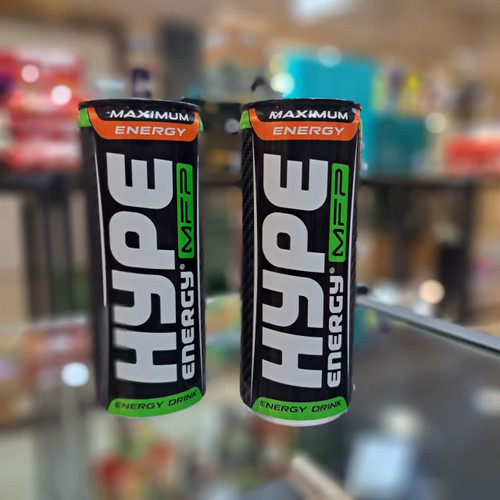 MAXIMUM
ENERGY
HYPE
MFP
ENERGY®
ENERGY DRINK
MAXIMUM
ENERGY
HYPE
MFP
ENERGY®
ENERGY DRINK